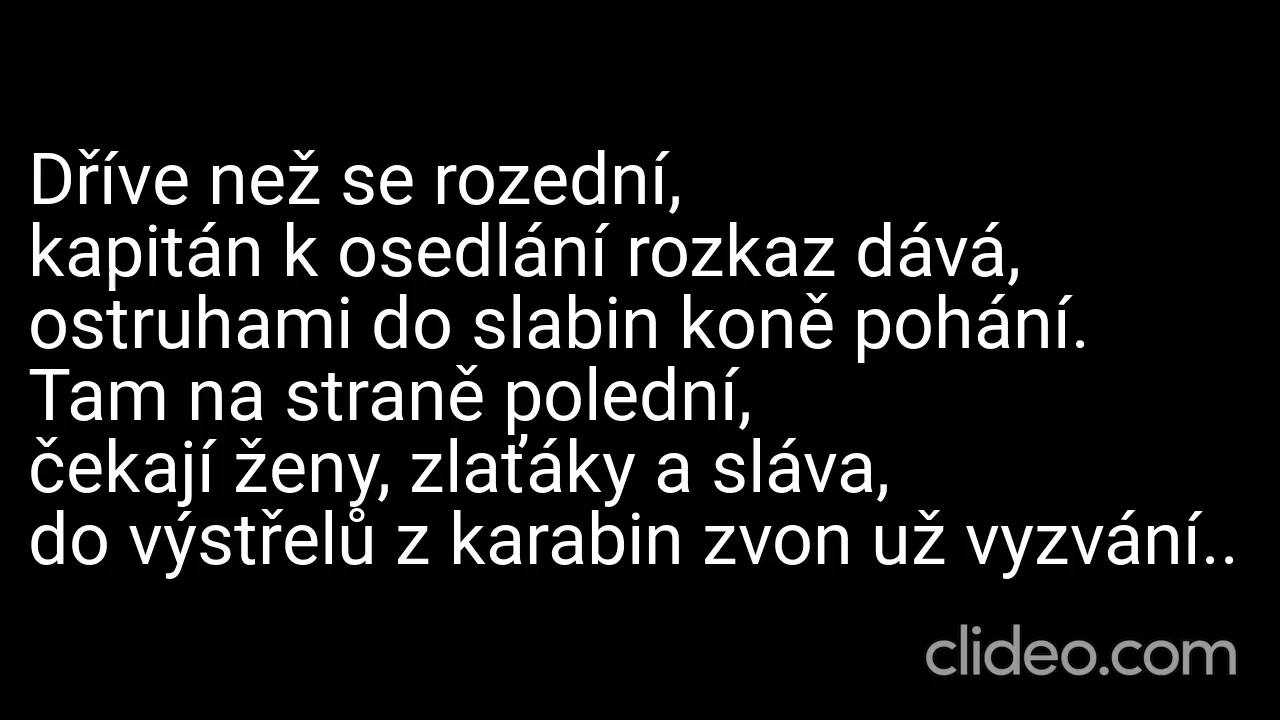 Dříve než se rozední,
kapitán k osedlání rozkaz dává,
ostruhami do slabin koně pohání.
Tam na straně polední,
čekají ženy, zlaťáky a sláva,
do výstřelů z karabin zvon už vyzvání..
clideo.com